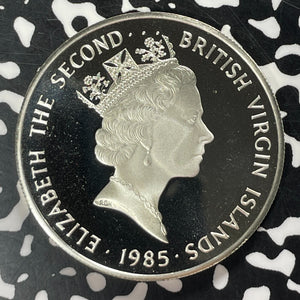 ELIZABETH THE SECOND · BRITISH VIRGIN ISLANDS
· 1985 ·